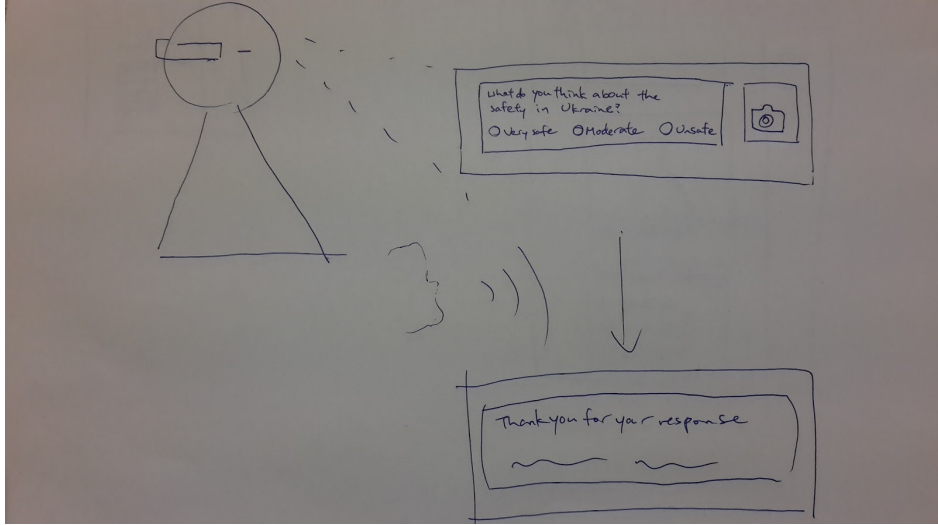 What do you think about the
safety in Ukraine?
Very safe Moderate Unsafe
Thank you for your response